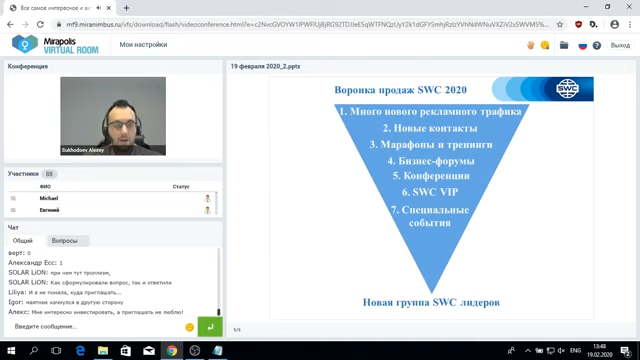 Все самое интересное и ак
mf9.miranimbus.ru/vfs/download/flash/videoconference.html?
Mirapolis
VIRTUAL ROOM
Мои настройки
Выход
Конференция
19 февраля 2020_2.pptx
Sukhodoev Alexey
Участники 88
ФИО
Статус
Michael
Евгений
Чат
Общий
Вопросы
верт: 0
Александр Есс: 1
SOLAR LiON: при чем тут троллизм,
SOLAR LiON: Как сформулировали вопрос, так и ответили
Liliya: И я не поняла, куда приглашать...
Igor: маятник качнулся в другую сторону
Алекс: Мне интересно инвестировать, а приглашать не люблю!
Введите сообщение...
Воронка продаж SWC 2020
SWC
1. Много нового рекламного трафика
2. Новые контакты
3. Марафоны и тренинги
4. Бизнес-форумы
5. Конференции
6. SWC VIP
7. Специальные
события
Новая группа SWC лидеров
ENG
13:48
19.02.2020